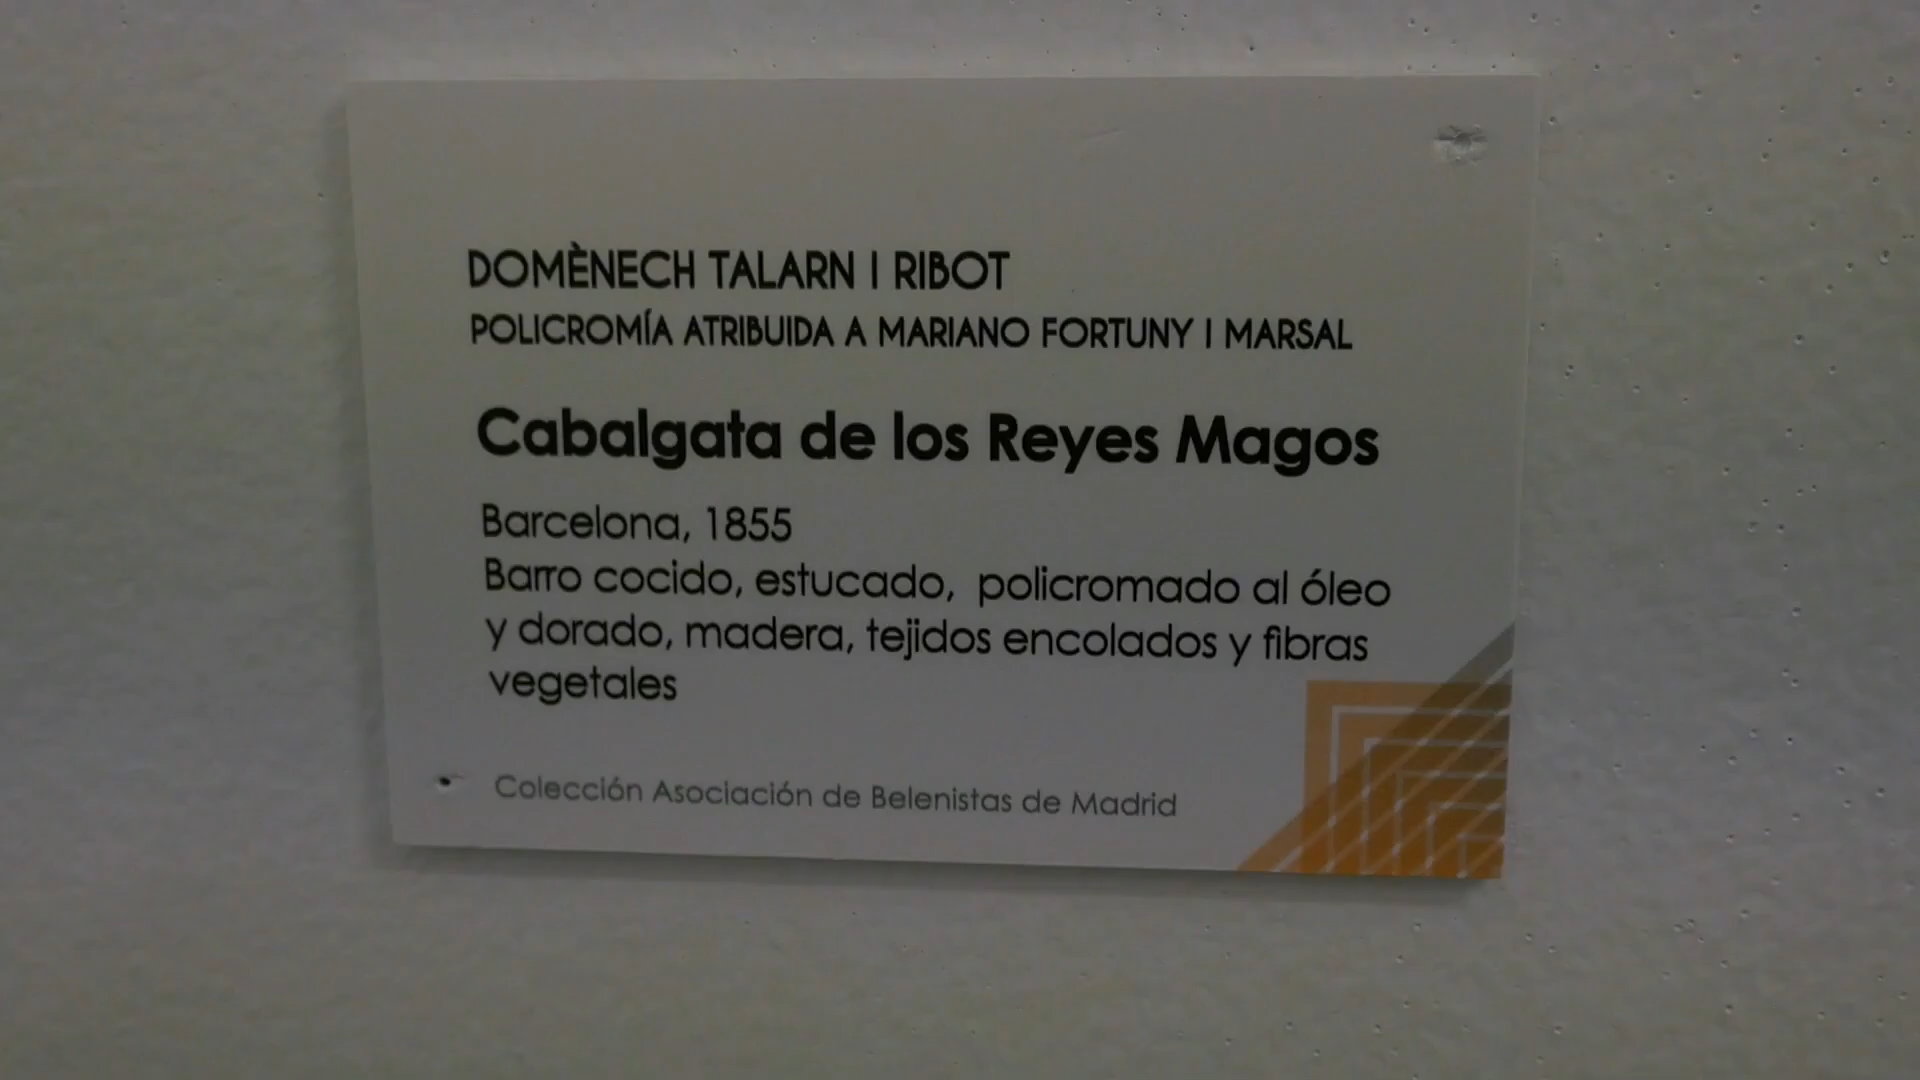 DOMÈNECH TALARN I RIBOT
POLICROMÍA ATRIBUIDA A MARIANO FORTUNY I MARSAL
Cabalgata de los Reyes Magos
Barcelona, 1855
Barro cocido, estucado, policromado al óleo
y dorado, madera, tejidos encolados y fibras
vegetales
Colección Asociación de Belenistas de Madrid